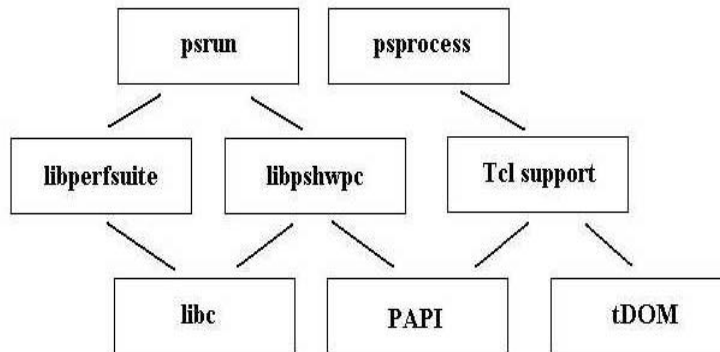 psrun
psprocess
libperfsuite
libpshwpc
Tcl support
libc
PAPI
tDOM